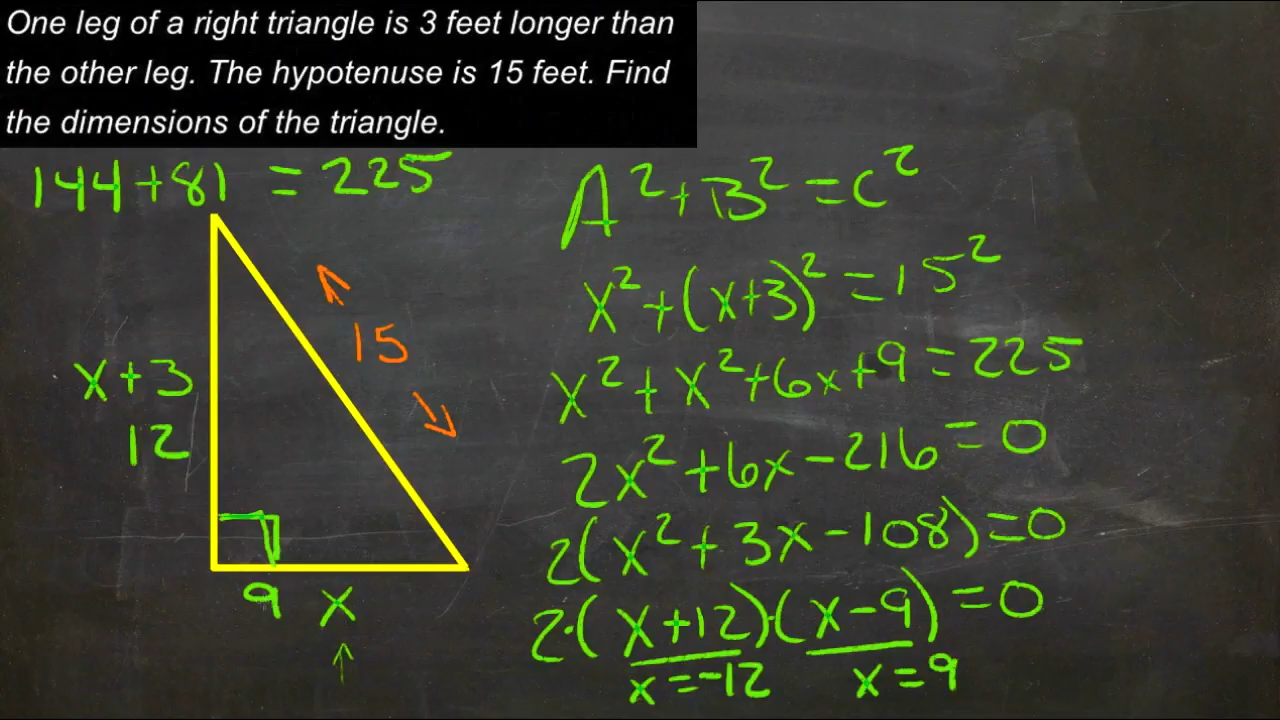 One leg of a right triangle is 3 feet longer than
the other leg. The hypotenuse is 15 feet. Find
the dimensions of the triangle.
144+81 = 225
A²+B²=C²
x²+(x+3)²=15²
x²+x²+6x+9=225
2x²+6x-216=0
2(x²+3x-108)=0
2·(x+12)·(x-9)=0
x=-12 x=9
15
x+3
12
9 x